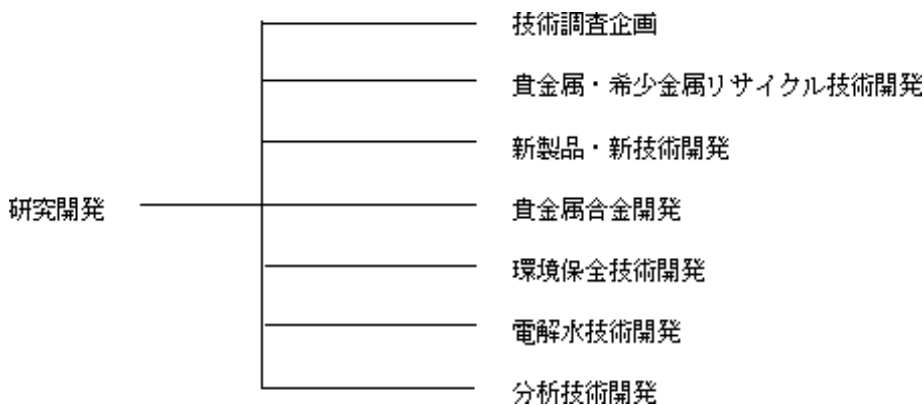 技術調査企画
貴金属・希少金属リサイクル技術開発
新製品・新技術開発
研究開発
貴金属合金開発
環境保全技術開発
電解水技術開発
分析技術開発